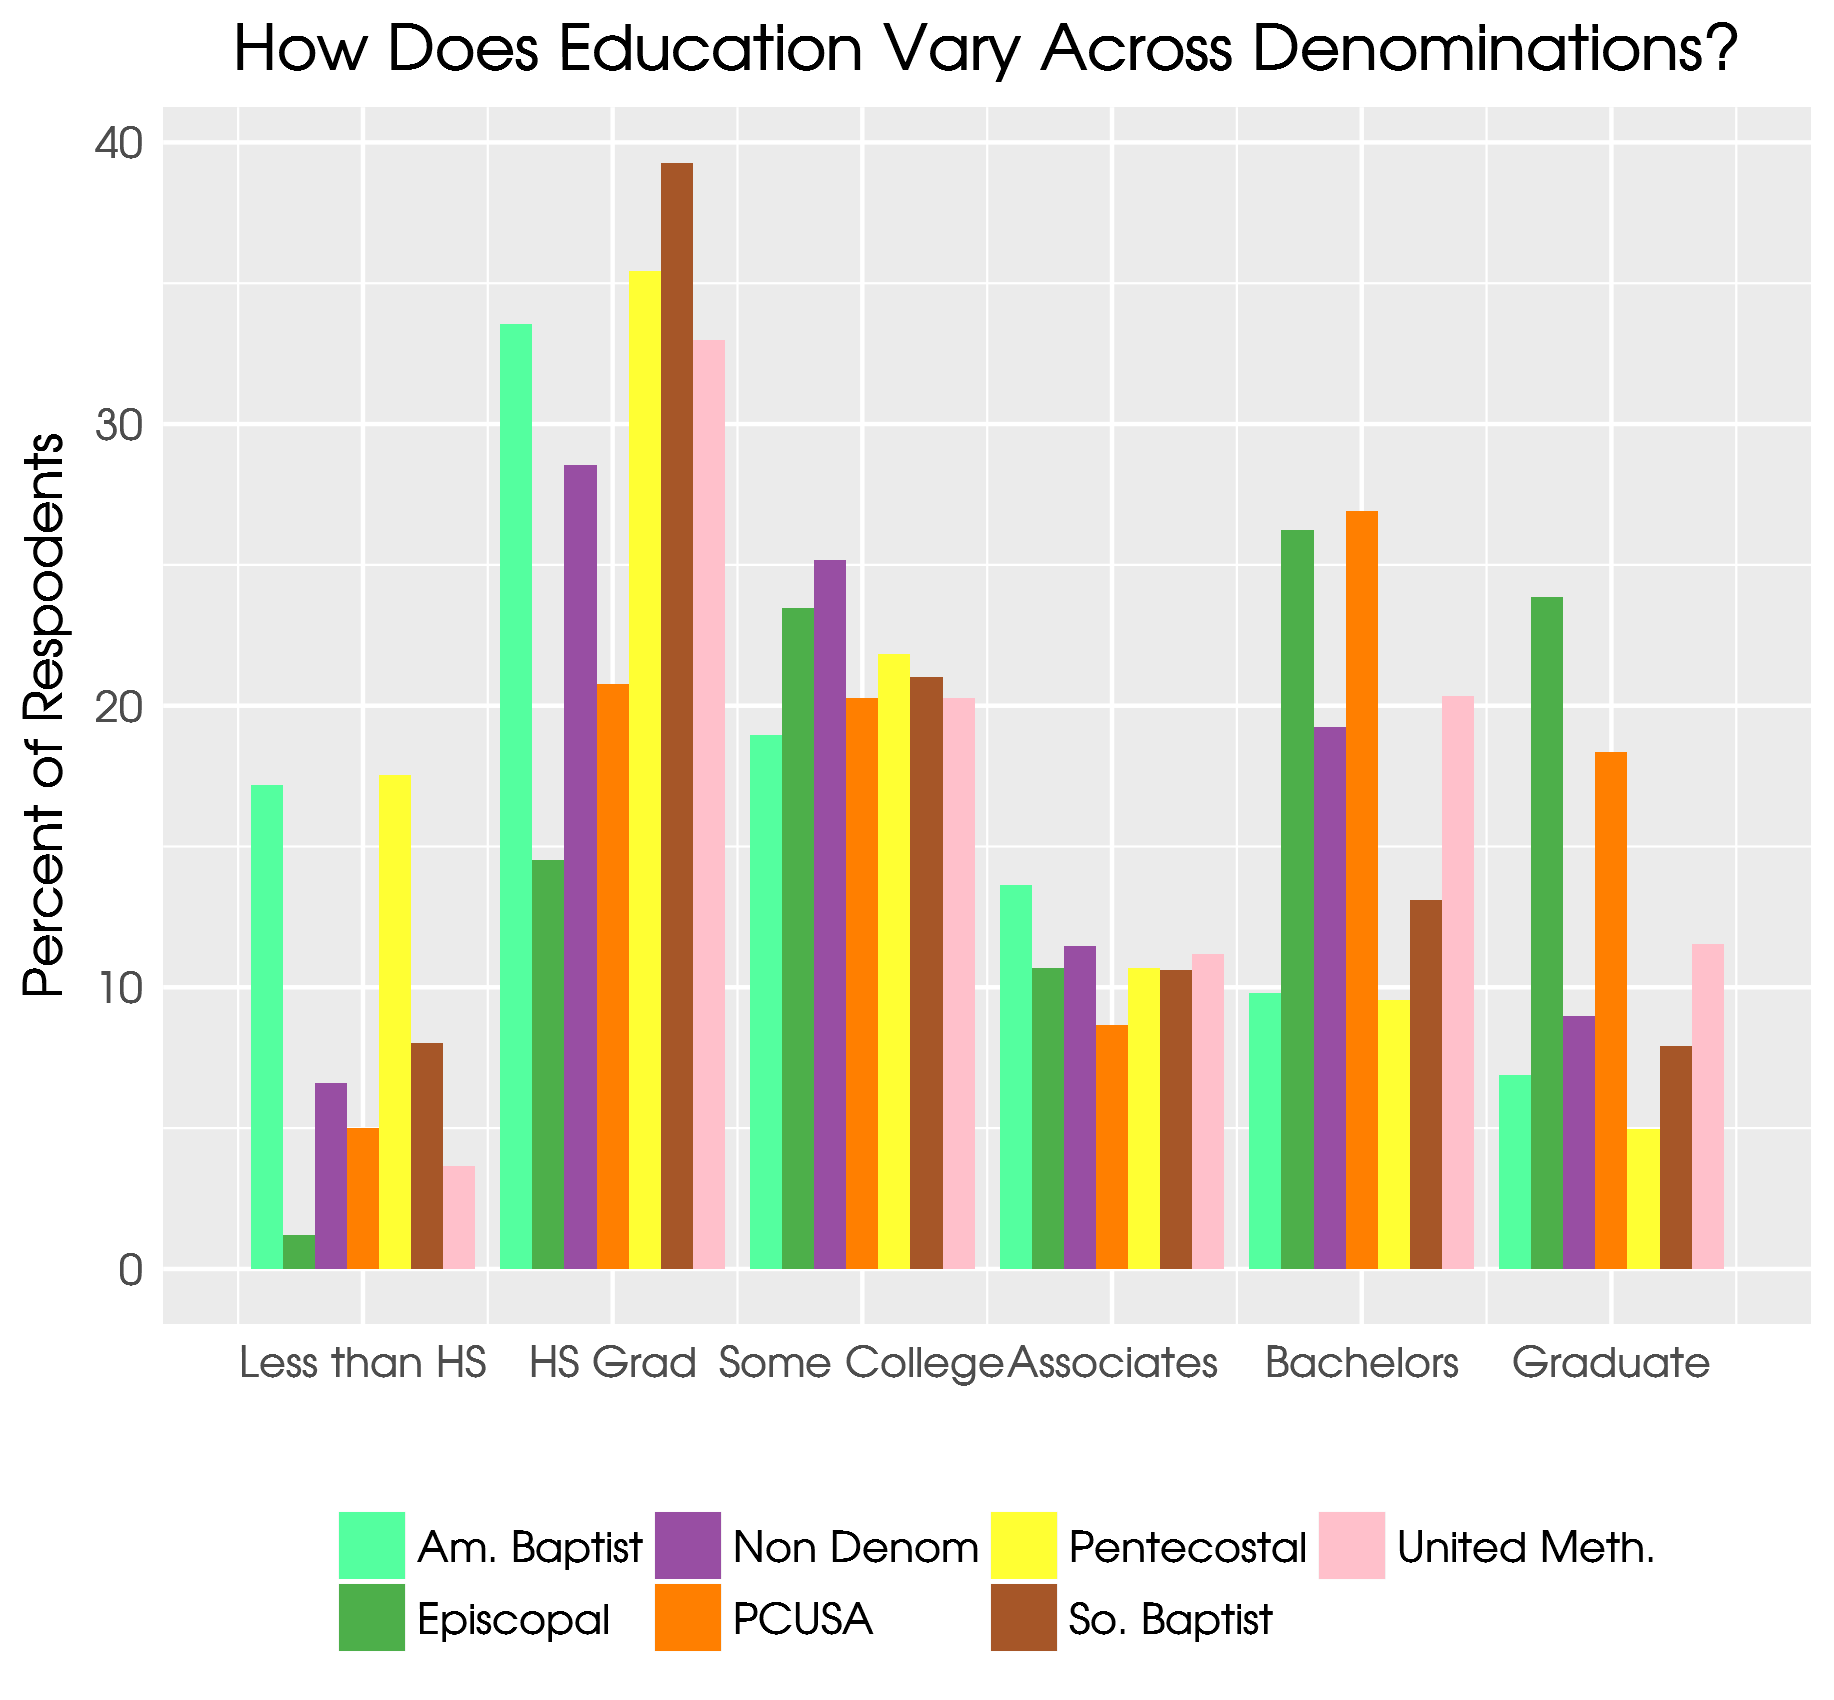 How Does Education Vary Across Denominations?
Percent of Respodents
40
30
20
10
0
Less than HS
HS Grad
Some College
Associates
Bachelors
Graduate
Am. Baptist
Non Denom
Pentecostal
United Meth.
Episcopal
PCUSA
So. Baptist